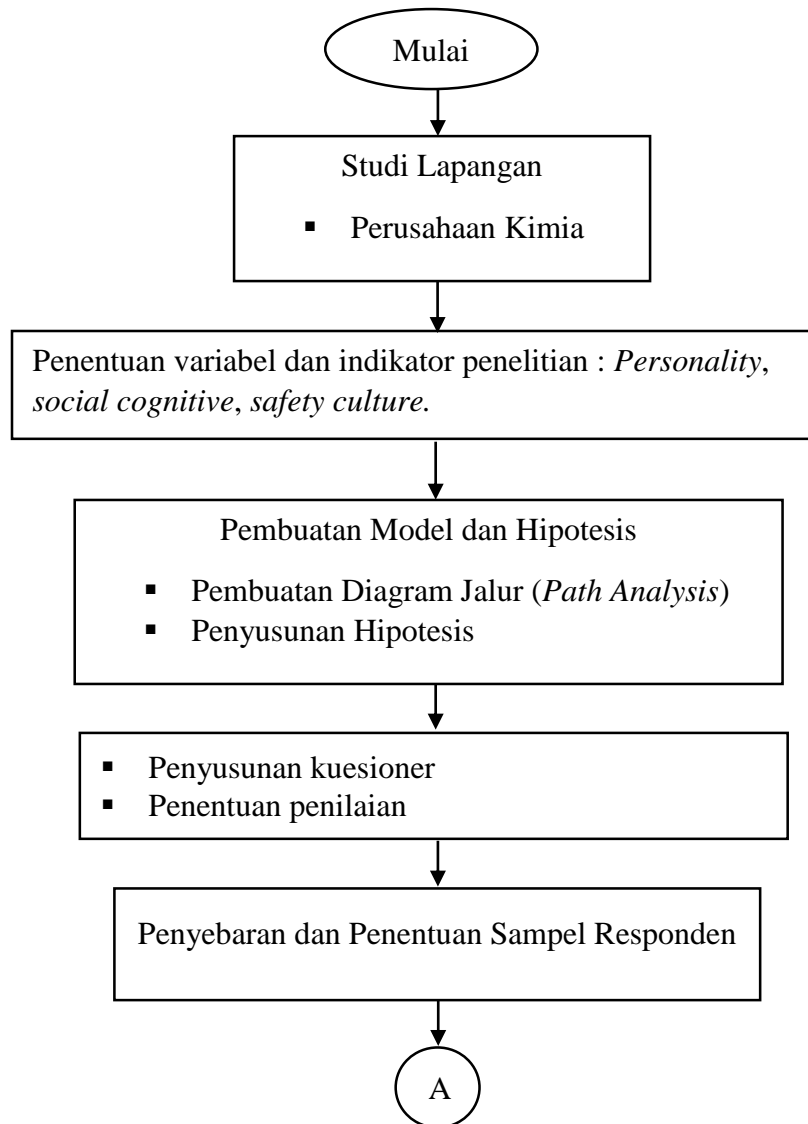 Mulai
Studi Lapangan
▪ Perusahaan Kimia
Penentuan variabel dan indikator penelitian : Personality,
social cognitive, safety culture.
Pembuatan Model dan Hipotesis
▪ Pembuatan Diagram Jalur (Path Analysis)
▪ Penyusunan Hipotesis
▪ Penyusunan kuesioner
▪ Penentuan penilaian
Penyebaran dan Penentuan Sampel Responden
A